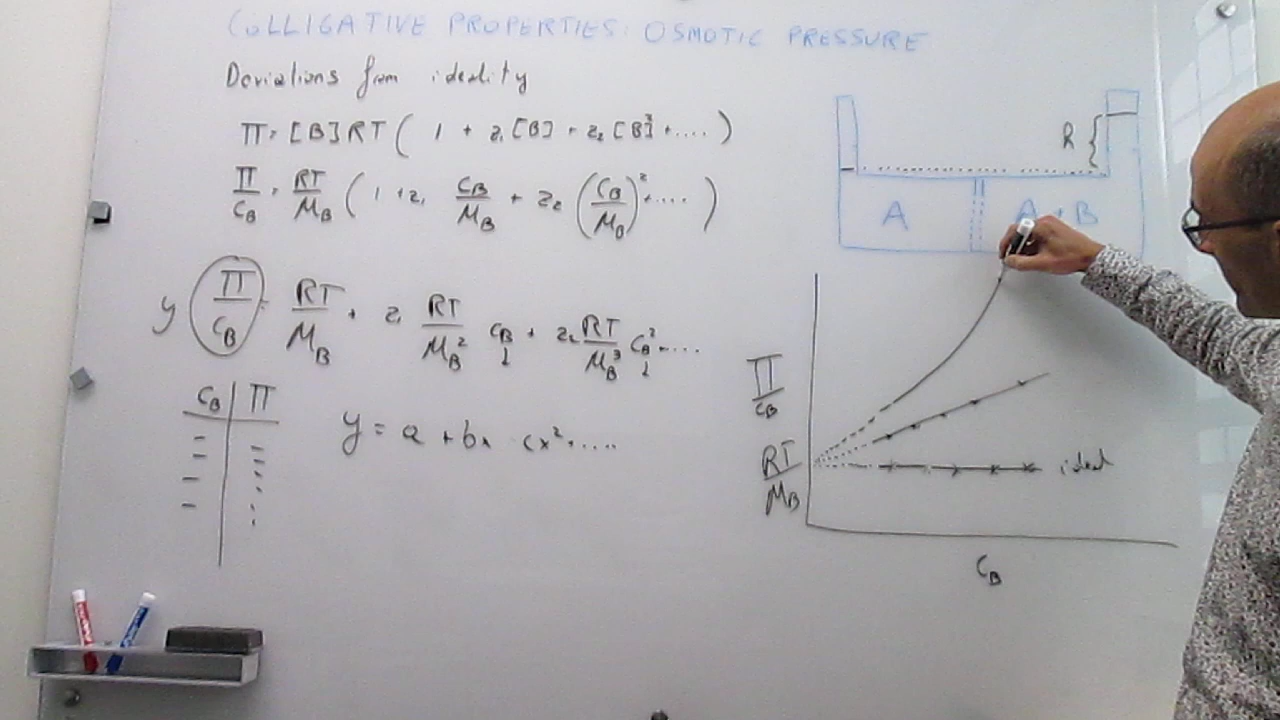 COLLIGATIVE PROPERTIES: OSMOTIC PRESSURE
Deviations from ideality
Π = [B]RT ( 1 + z₁[B] + z₂[B]³ + .... )
Π/C_B = RT/M_B ( 1 + z₁ C_B/M_B + z₂ (C_B/M_B)² + .... )
y Π/C_B = RT/M_B + z₁ RT/M_B² C_B + z₂ RT/M_B³ C_B² ....
C_B | Π
y = a + bx cx² + ....
R
A
A + B
Π/C_B
RT/M_B
ideal
C_B